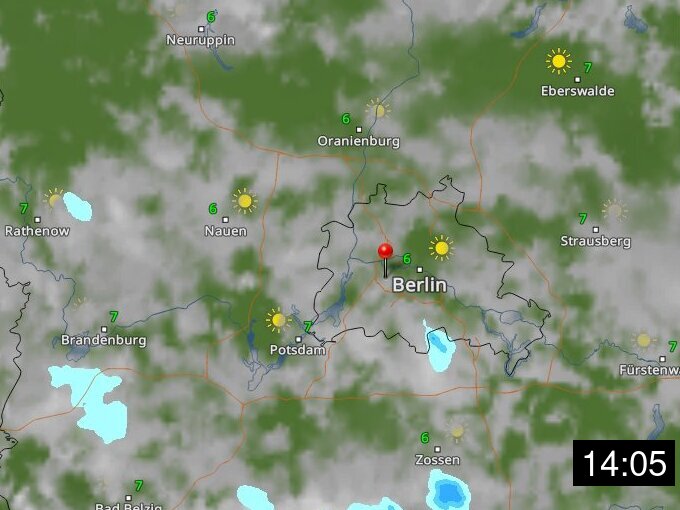 6
Neuruppin
7
Eberswalde
6
Oranienburg
7
Rathenow
6
Nauen
7
Strausberg
6
Berlin
7
Brandenburg
7
Potsdam
7
Fürstenwa
6
Zossen
14:05
7
Bad Belzig